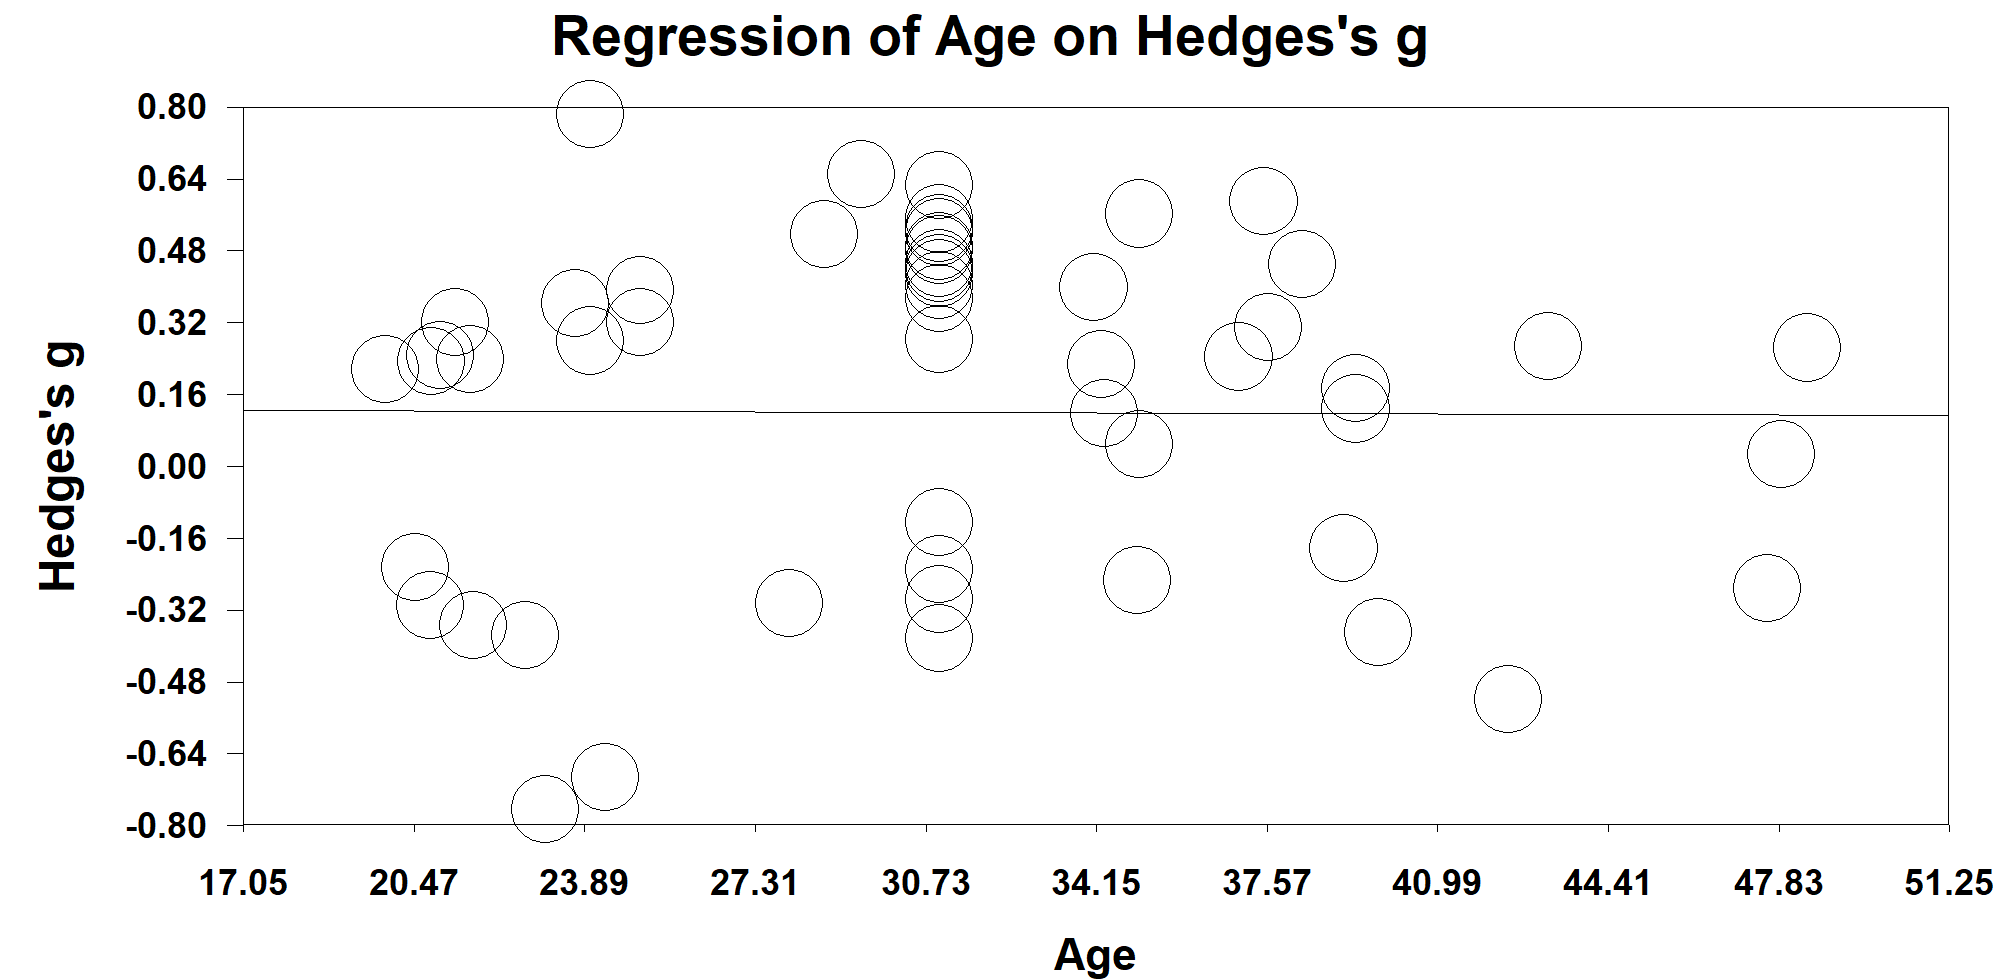 Regression of Age on Hedges's g
0.80
0.64
0.48
0.32
0.16
0.00
-0.16
-0.32
-0.48
-0.64
-0.80
Hedges's g
17.05 20.47 23.89 27.31 30.73 34.15 37.57 40.99 44.41 47.83 51.25
Age